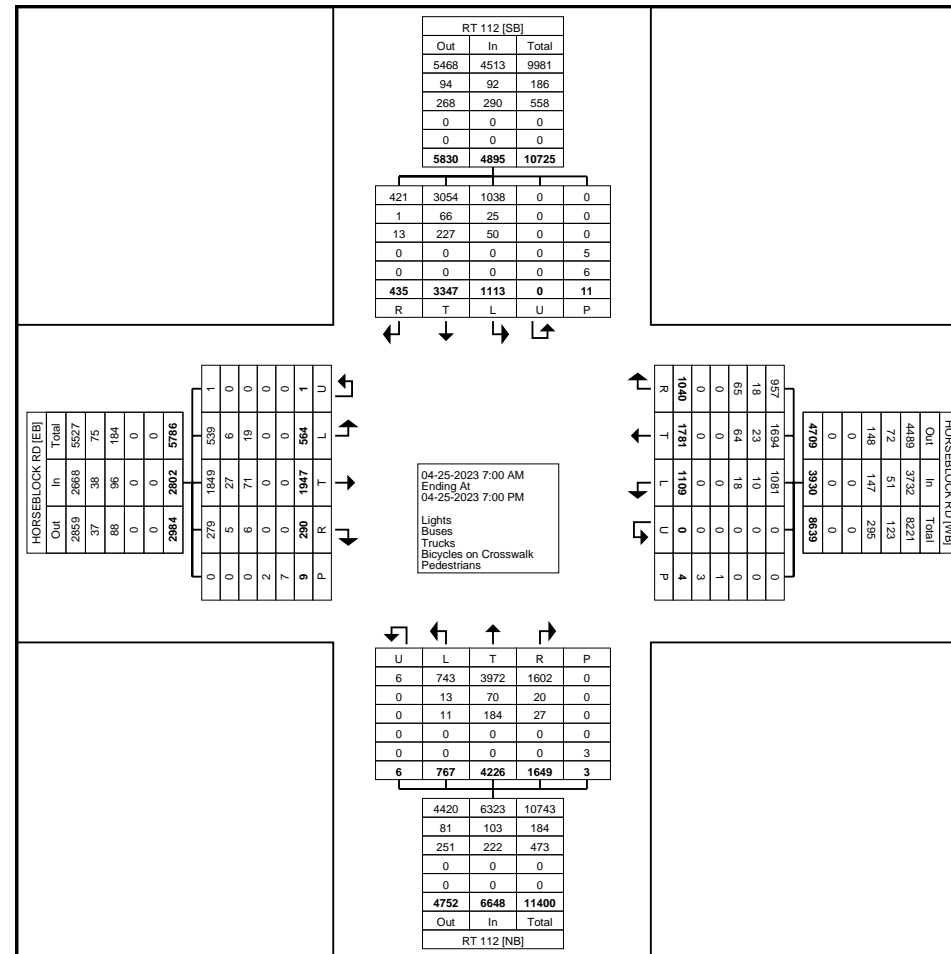 RT 112 [SB]
Out In Total
5468 4513 9981
94 92 186
268 290 558
0 0 0
0 0 0
5830 4895 10725
421 3054 1038 0 0
1 66 25 0 0
13 227 50 0 0
0 0 0 0 5
0 0 0 0 6
435 3347 1113 0 11
R T L U P
HORSEBLOCK RD [EB]
Total 5527 75 184 0 0 5786
In 2668 38 96 0 0 2802
Out 2859 37 88 0 0 2984
1 0 0 0 0 1 U
539 6 19 0 0 564 L
1849 27 71 0 0 1947 T
279 5 6 0 0 290 R
0 0 0 2 7 9 P
04-25-2023 7:00 AM
Ending At
04-25-2023 7:00 PM
Lights
Buses
Trucks
Bicycles on Crosswalk
Pedestrians
R 1040 0 0 65 18 957
T 1781 0 0 64 23 1694
L 1109 0 0 18 10 1081
U 0 0 0 0 0 0
P 4 3 1 0 0 0
HORSEBLOCK RD [WB]
4709 0 0 148 72 4489 Out
3930 0 0 147 51 3732 In
8639 0 0 295 123 8221 Total
U L T R P
6 743 3972 1602 0
0 13 70 20 0
0 11 184 27 0
0 0 0 0 0
0 0 0 0 3
6 767 4226 1649 3
4420 6323 10743
81 103 184
251 222 473
0 0 0
0 0 0
4752 6648 11400
Out In Total
RT 112 [NB]